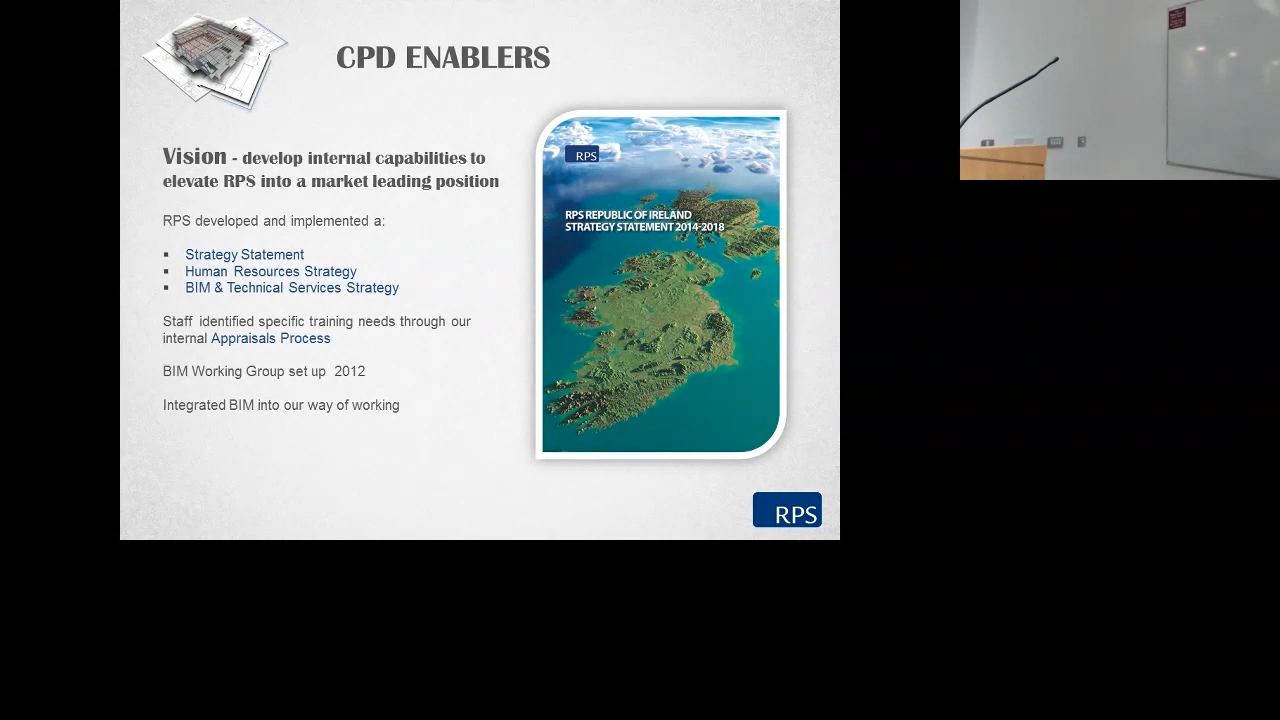 CPD ENABLERS
Vision - develop internal capabilities to
elevate RPS into a market leading position
RPS developed and implemented a:
▪ Strategy Statement
▪ Human Resources Strategy
▪ BIM & Technical Services Strategy
Staff identified specific training needs through our
internal Appraisals Process
BIM Working Group set up 2012
Integrated BIM into our way of working
RPS
RPS REPUBLIC OF IRELAND
STRATEGY STATEMENT 2014-2018
RPS